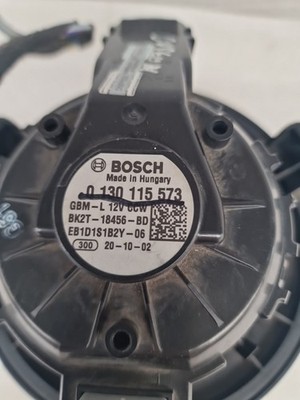 BOSCH
Made in Hungary
0 130 115 573
GBM-L 12V CCW
BK2T-18456-BD
EB1D1S1B2Y-06
300 20-10-02